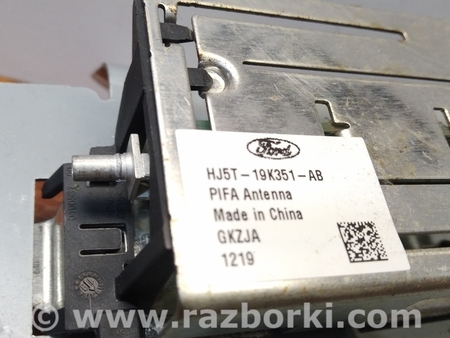 Ford
HJ5T-19K351-AB
PIFA Antenna
Made in China
GKZJA
1219
www.razborki.com